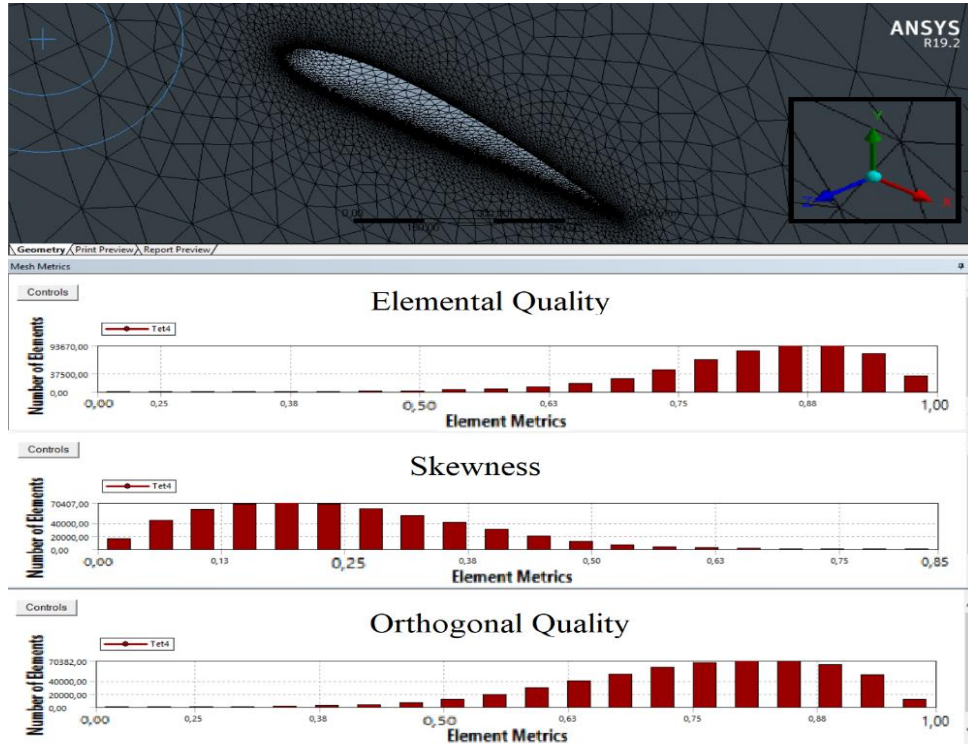 ANSYS
R19.2
Y
Z
X
0,00
Geometry Print Preview Report Preview
Mesh Metrics
Controls
Elemental Quality
Tet4
Number of Elements
93670,00
37500,00
0,00
0,00 0,25 0,38 0,50 0,63 0,75 0,88 1,00
Element Metrics
Controls
Skewness
Tet4
Number of Elements
70407,00
40000,00
20000,00
0,00
0,00 0,13 0,25 0,38 0,50 0,63 0,75 0,85
Element Metrics
Controls
Orthogonal Quality
Tet4
Number of Elements
70382,00
40000,00
20000,00
0,00
0,00 0,25 0,38 0,50 0,63 0,75 0,88 1,00
Element Metrics